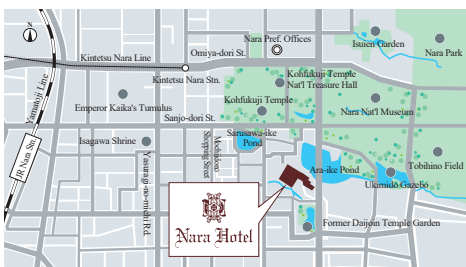 N
Nara Pref. Offices
Isuien Garden
Nara Park
Omiya-dori St.
Kintetsu Nara Line
Kintetsu Nara Stn.
Kohfukuji Temple
Nat'l Treasure Hall
Yamatoji Line
Emperor Kaika's Tumulus
Kohfukuji Temple
Nara Nat'l Museum
Sanjo-dori St.
Sarusawa-ike
Pond
Isagawa Shrine
Mochidono
Shopping Street
JR Nara Stn.
Yasuragi-no-michi Rd.
Ara-ike Pond
Tobihino Field
Ukimido Gazebo
Nara Hotel
Former Daijoin Temple Garden